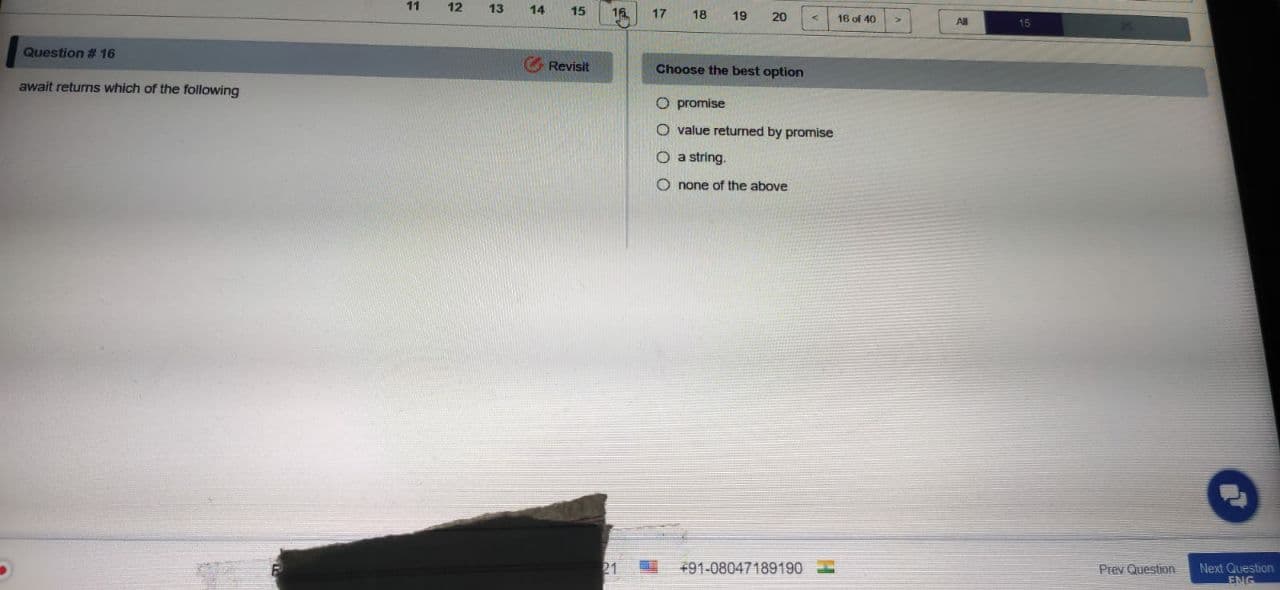 11 12 13 14 15 16 17 18 19 20 < 16 of 40 > All 15
Question # 16
Revisit
await returns which of the following
Choose the best option
promise
value returned by promise
a string.
none of the above
21 +91-08047189190
Prev Question Next Question
ENG